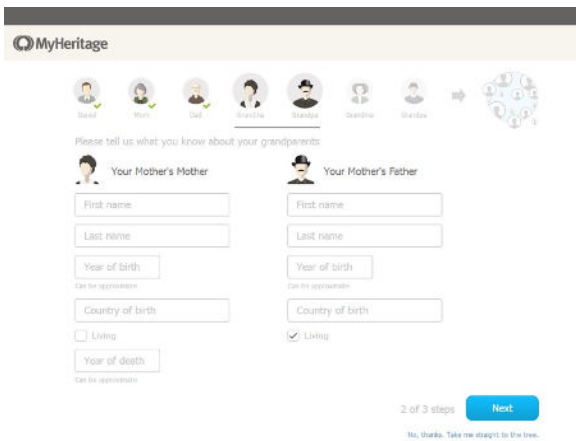 MyHeritage
David Mom Dad Grandma Grandpa Grandma Grandpa
Please tell us what you know about your grandparents
Your Mother's Mother Your Mother's Father
First name First name
Last name Last name
Year of birth Year of birth
Can be approximate Can be approximate
Country of birth Country of birth
Living Living
Year of death
Can be approximate
2 of 3 steps Next
No, thanks. Take me straight to the tree.